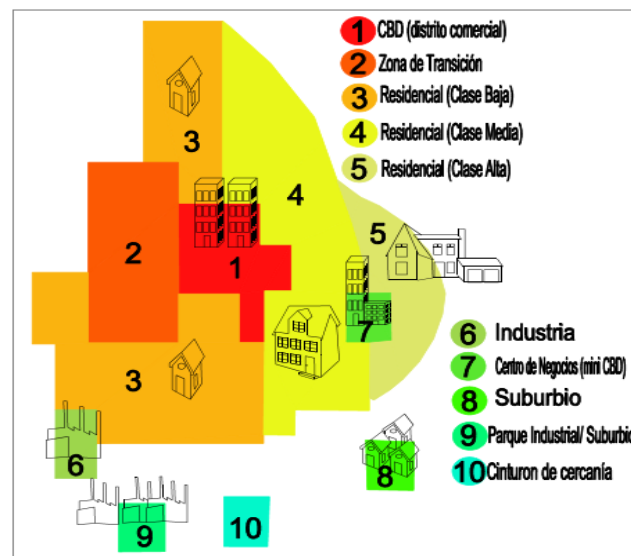 1 CBD (distrito comercial)
2 Zona de Transición
3 Residencial (Clase Baja)
4 Residencial (Clase Media)
5 Residencial (Clase Alta)
3
4
5
2
1
7
3
6
8
9
10
6 Industria
7 Centro de Negocios (mini CBD)
8 Suburbio
9 Parque Industrial/ Suburbio
10 Cinturon de cercanía